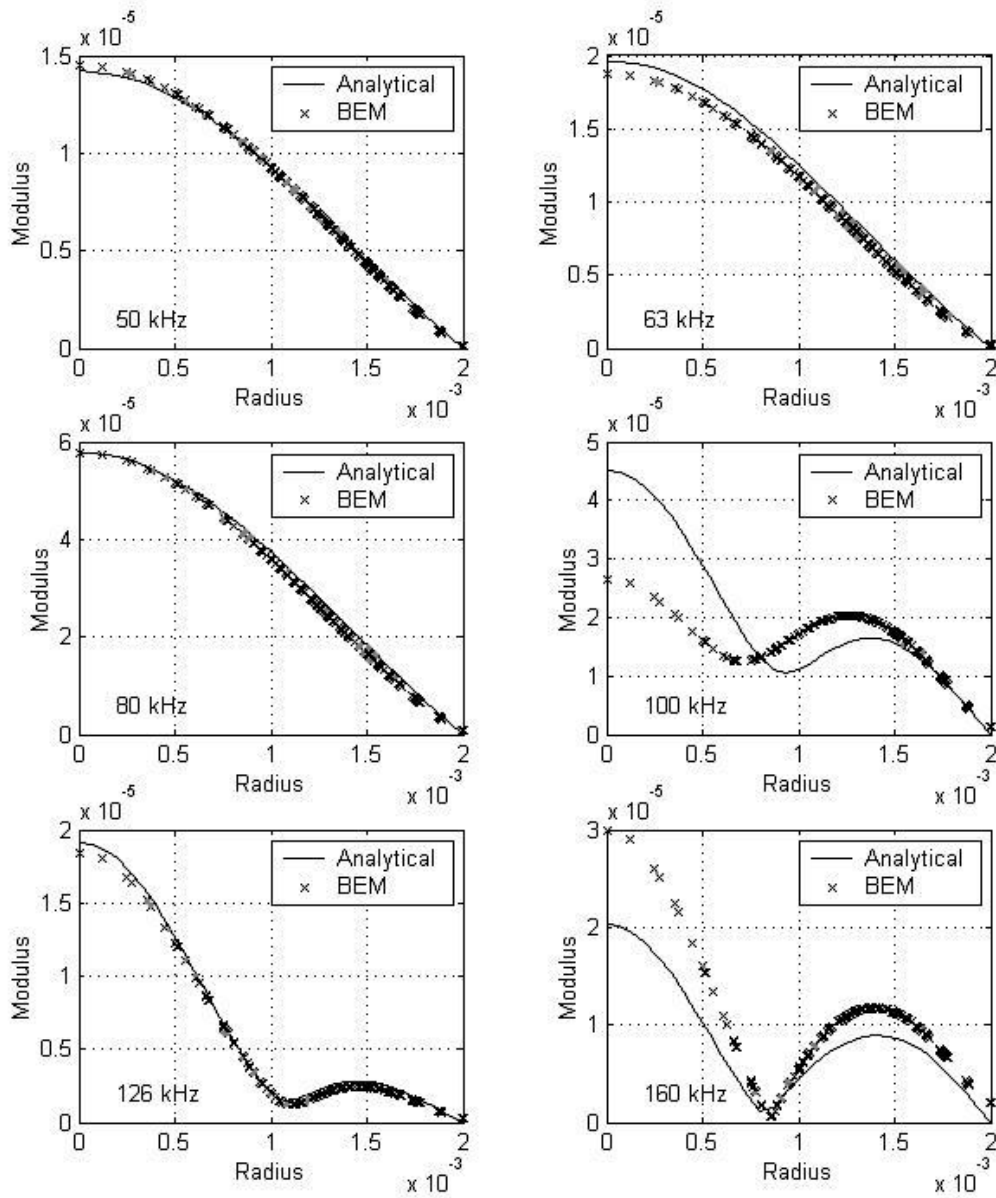 x 10 -5
1.5
1
0.5
0
Modulus
Analytical
BEM
50 kHz
0 0.5 1 1.5 2
Radius
x 10 -3
x 10 -5
2
1.5
1
0.5
0
Modulus
Analytical
BEM
63 kHz
0 0.5 1 1.5 2
Radius
x 10 -3
x 10 -5
6
4
2
0
Modulus
Analytical
BEM
80 kHz
0 0.5 1 1.5 2
Radius
x 10 -3
x 10 -5
5
4
3
2
1
0
Modulus
Analytical
BEM
100 kHz
0 0.5 1 1.5 2
Radius
x 10 -3
x 10 -5
2
1.5
1
0.5
0
Modulus
Analytical
BEM
126 kHz
0 0.5 1 1.5 2
Radius
x 10 -3
x 10 -5
3
2
1
0
Modulus
Analytical
BEM
160 kHz
0 0.5 1 1.5 2
Radius
x 10 -3